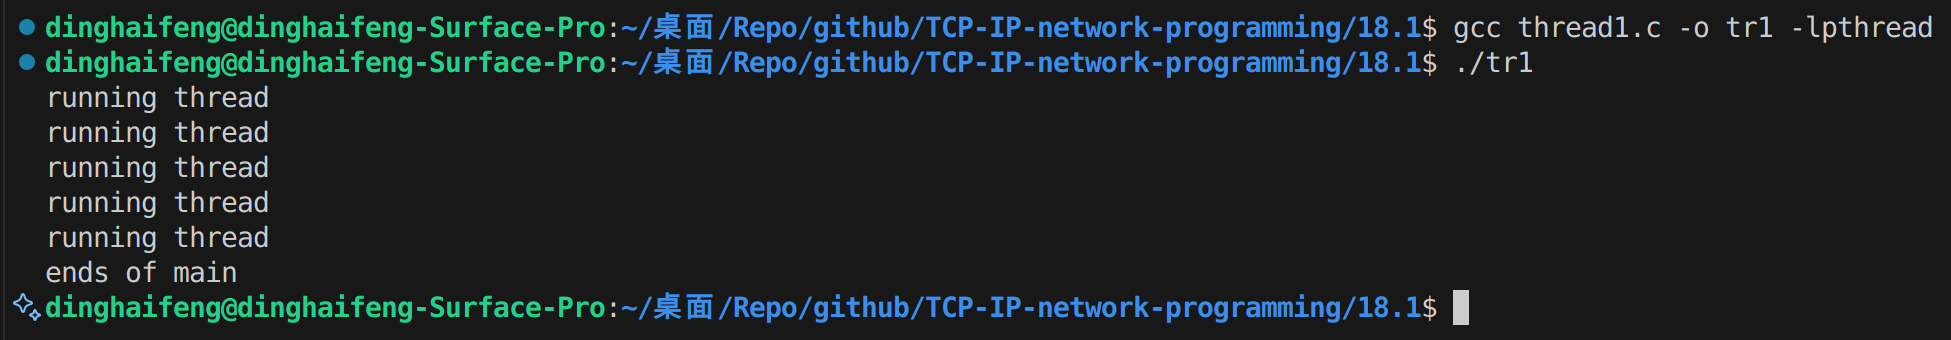 dinghaifeng@dinghaifeng-Surface-Pro:~/桌面/Repo/github/TCP-IP-network-programming/18.1$ gcc thread1.c -o tr1 -lpthread
dinghaifeng@dinghaifeng-Surface-Pro:~/桌面/Repo/github/TCP-IP-network-programming/18.1$ ./tr1
running thread
running thread
running thread
running thread
running thread
ends of main
dinghaifeng@dinghaifeng-Surface-Pro:~/桌面/Repo/github/TCP-IP-network-programming/18.1$